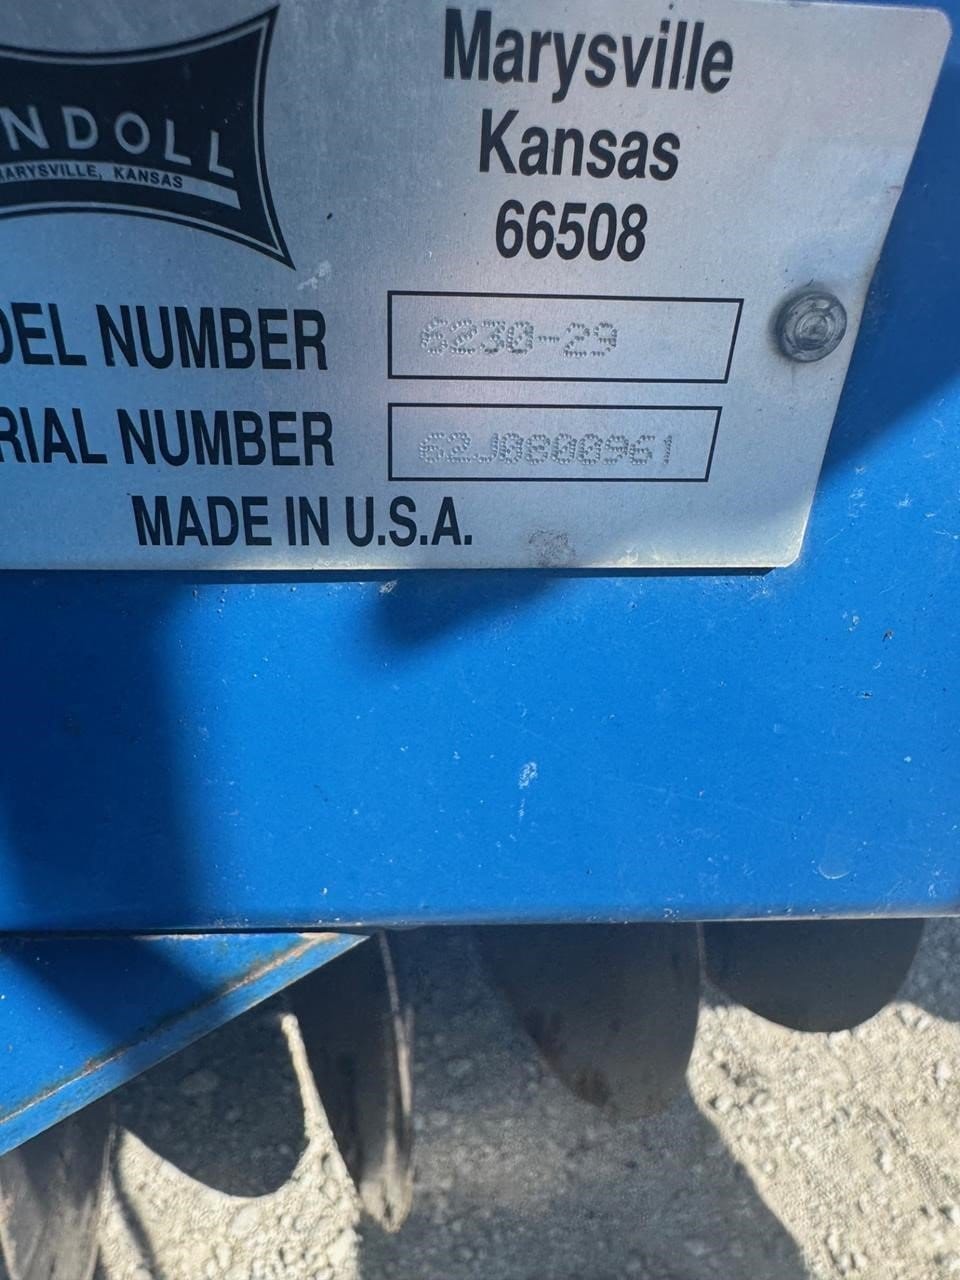 NDOLL
MARYSVILLE, KANSAS
Marysville
Kansas
66508
DEL NUMBER 6230-29
RIAL NUMBER 62J0800961
MADE IN U.S.A.